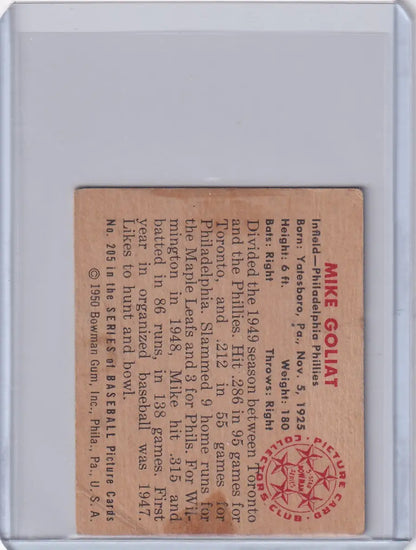 MIKE GOLIAT
Infield—Philadelphia Phillies
Born: Yatesboro, Pa., Nov. 5, 1925
Height: 6 ft. Weight: 180
Bats: Right Throws: Right
Divided the 1949 season between Toronto
and the Phillies. Hit .286 in 95 games for
Toronto, and .212 in 55 games for
Philadelphia. Slammed 9 home runs for
the Maple Leafs and 3 for Phils. For Wil-
mington in 1948, Mike hit .315 and
batted in 86 runs, in 138 games. First
year in organized baseball was 1947.
Likes to hunt and bowl.
No. 205 in the SERIES of BASEBALL Picture Cards
© 1950 Bowman Gum, Inc., Phila., Pa., U. S. A.
PICTURE CARD
COLLECTORS CLUB
BOWMAN